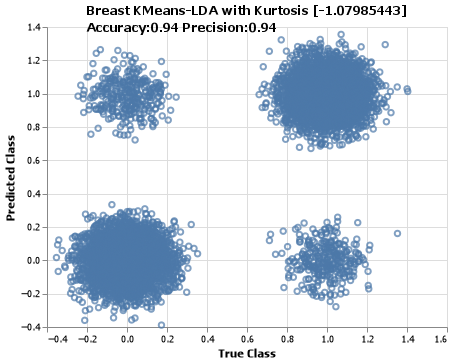 Breast KMeans-LDA with Kurtosis [-1.07985443]
Accuracy:0.94 Precision:0.94
1.4
1.2
1.0
0.8
0.6
0.4
0.2
0.0
−0.2
−0.4
Predicted Class
−0.4 −0.2 0.0 0.2 0.4 0.6 0.8 1.0 1.2 1.4 1.6
True Class